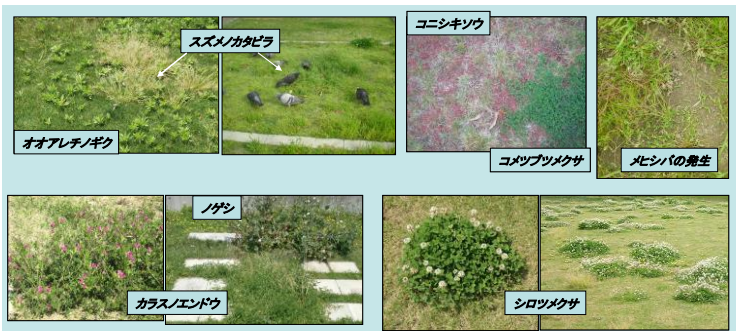 スズメノカタビラ
オオアレチノギク
コニシキソウ
コメツブツメクサ
メヒシバの発生
ノゲシ
カラスノエンドウ
シロツメクサ